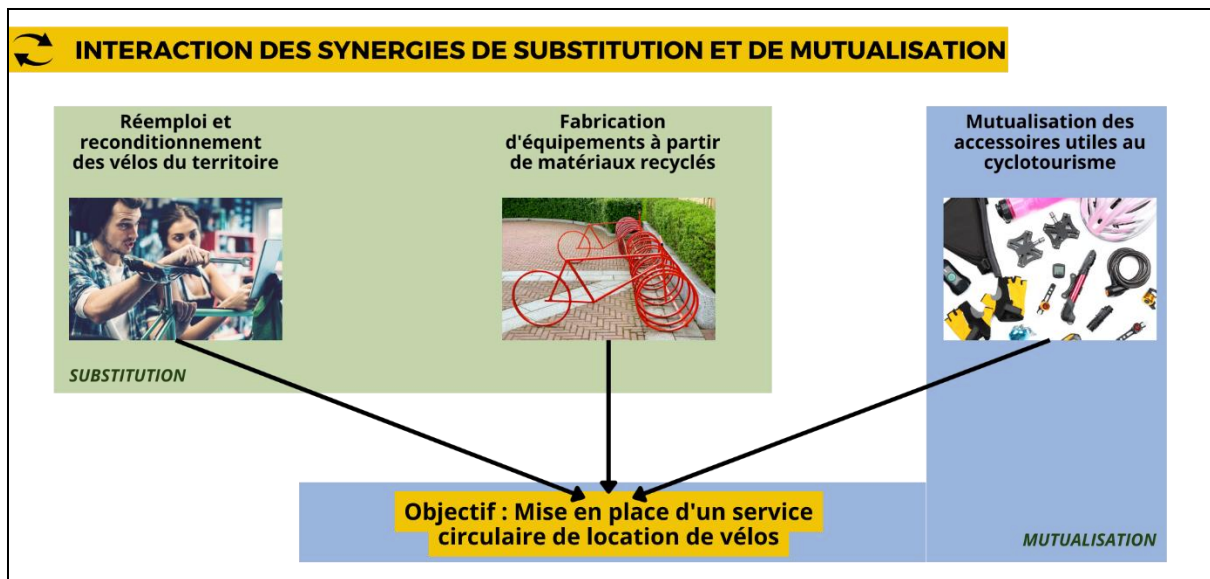 INTERACTION DES SYNERGIES DE SUBSTITUTION ET DE MUTUALISATION
Réemploi et
reconditionnement
des vélos du territoire
Fabrication
d'équipements à partir
de matériaux recyclés
Mutualisation des
accessoires utiles au
cyclotourisme
SUBSTITUTION
Objectif : Mise en place d'un service
circulaire de location de vélos
MUTUALISATION